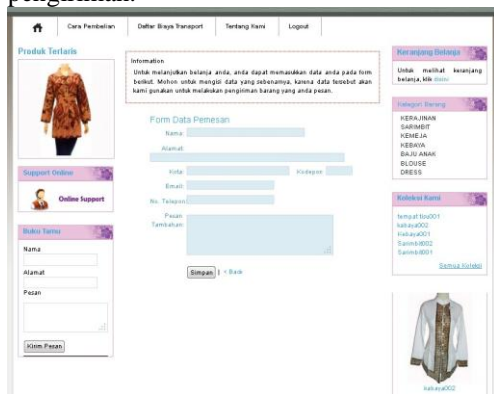 pengiriman.
Cara Pembelian
Daftar Biaya Transport
Tentang Kami
Logout
Produk Terlaris
Support Online
Online Support
Buku Tamu
Nama
Alamat
Pesan
Kirim Pesan
Information
Untuk melanjutkan belanja anda, anda dapat memasukkan data anda pada form
berikut. Mohon untuk mengisi data yang sebenarnya, karena data tersebut akan
kami gunakan untuk melakukan pengiriman barang yang anda pesan.
Form Data Pemesan
Nama:
Alamat:
Kota:
Kodepos:
Email:
No. Telepon:
Pesan
Tambahan:
Simpan | < Back
Keranjang Belanja
Untuk melihat keranjang
belanja, klik disini
Kategori Barang
KERAJINAN
SARIMBIT
KEMEJA
KEBAYA
BAJU ANAK
BLOUSE
DRESS
Koleksi Kami
tempat tisu001
kabaya002
Kebaya001
Sarimbit002
Sarimbit001
Semua Koleksi
kabaya002